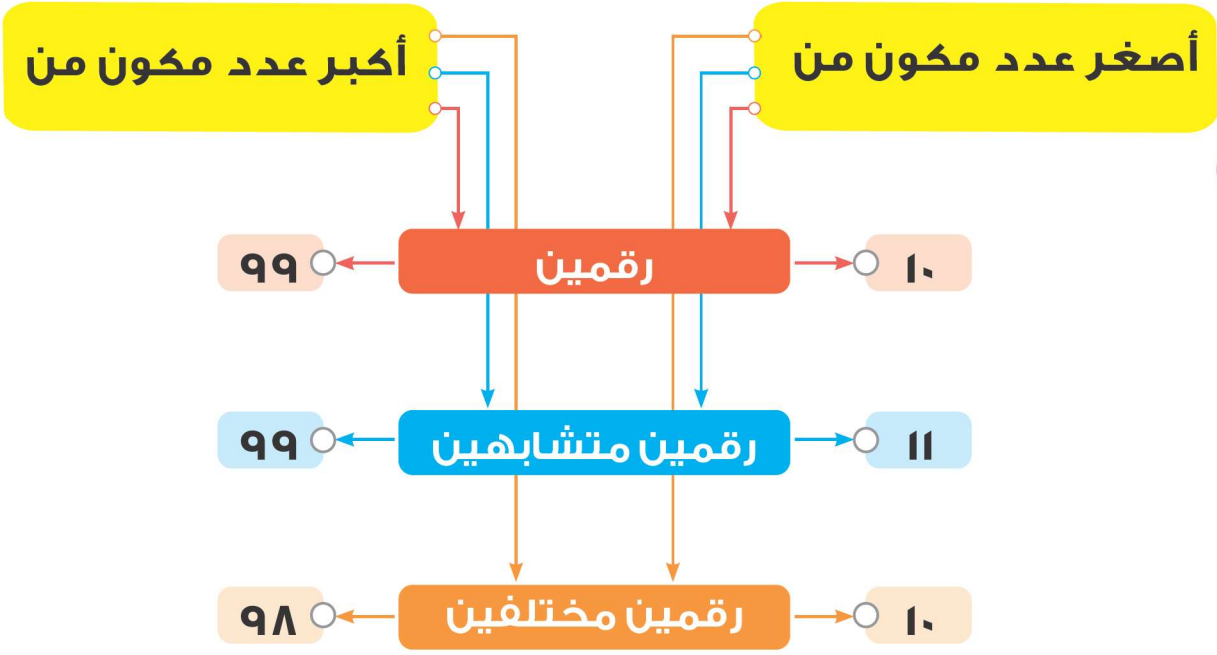 أصغر عدد مكون من
أكبر عدد مكون من
١٠ رقمين ٩٩
١١ رقمين متشابهين ٩٩
١٠ رقمين مختلفين ٩٨